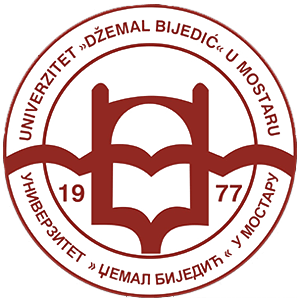 UNIVERZITET »DŽEMAL BIJEDIĆ« U MOSTARU
19 77
УНИВЕРЗИТЕТ »ЏЕМАЛ БИЈЕДИЋ« У МОСТАРУ